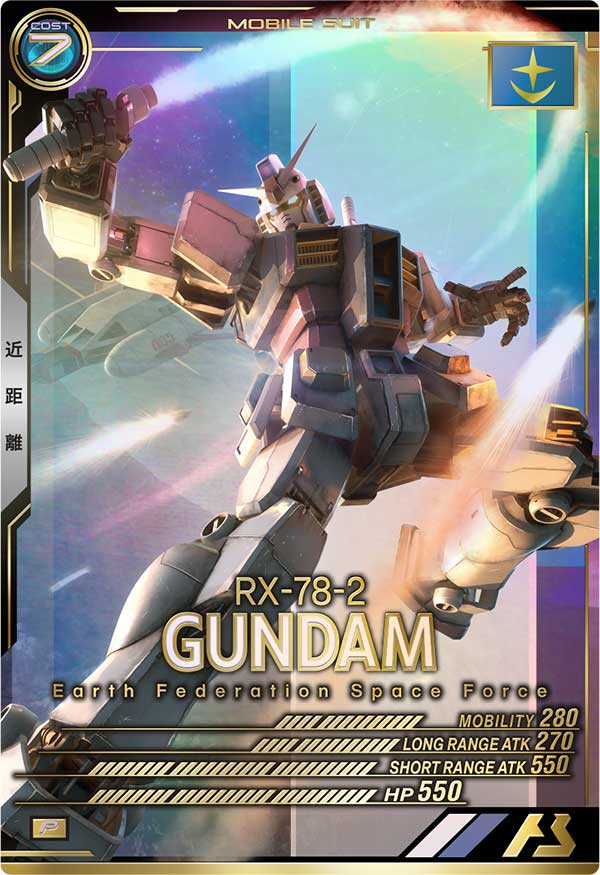 COST
7
MOBILE SUIT
近距離
RX-78-2
GUNDAM
Earth Federation Space Force
MOBILITY 280
LONG RANGE ATK 270
SHORT RANGE ATK 550
HP 550
P